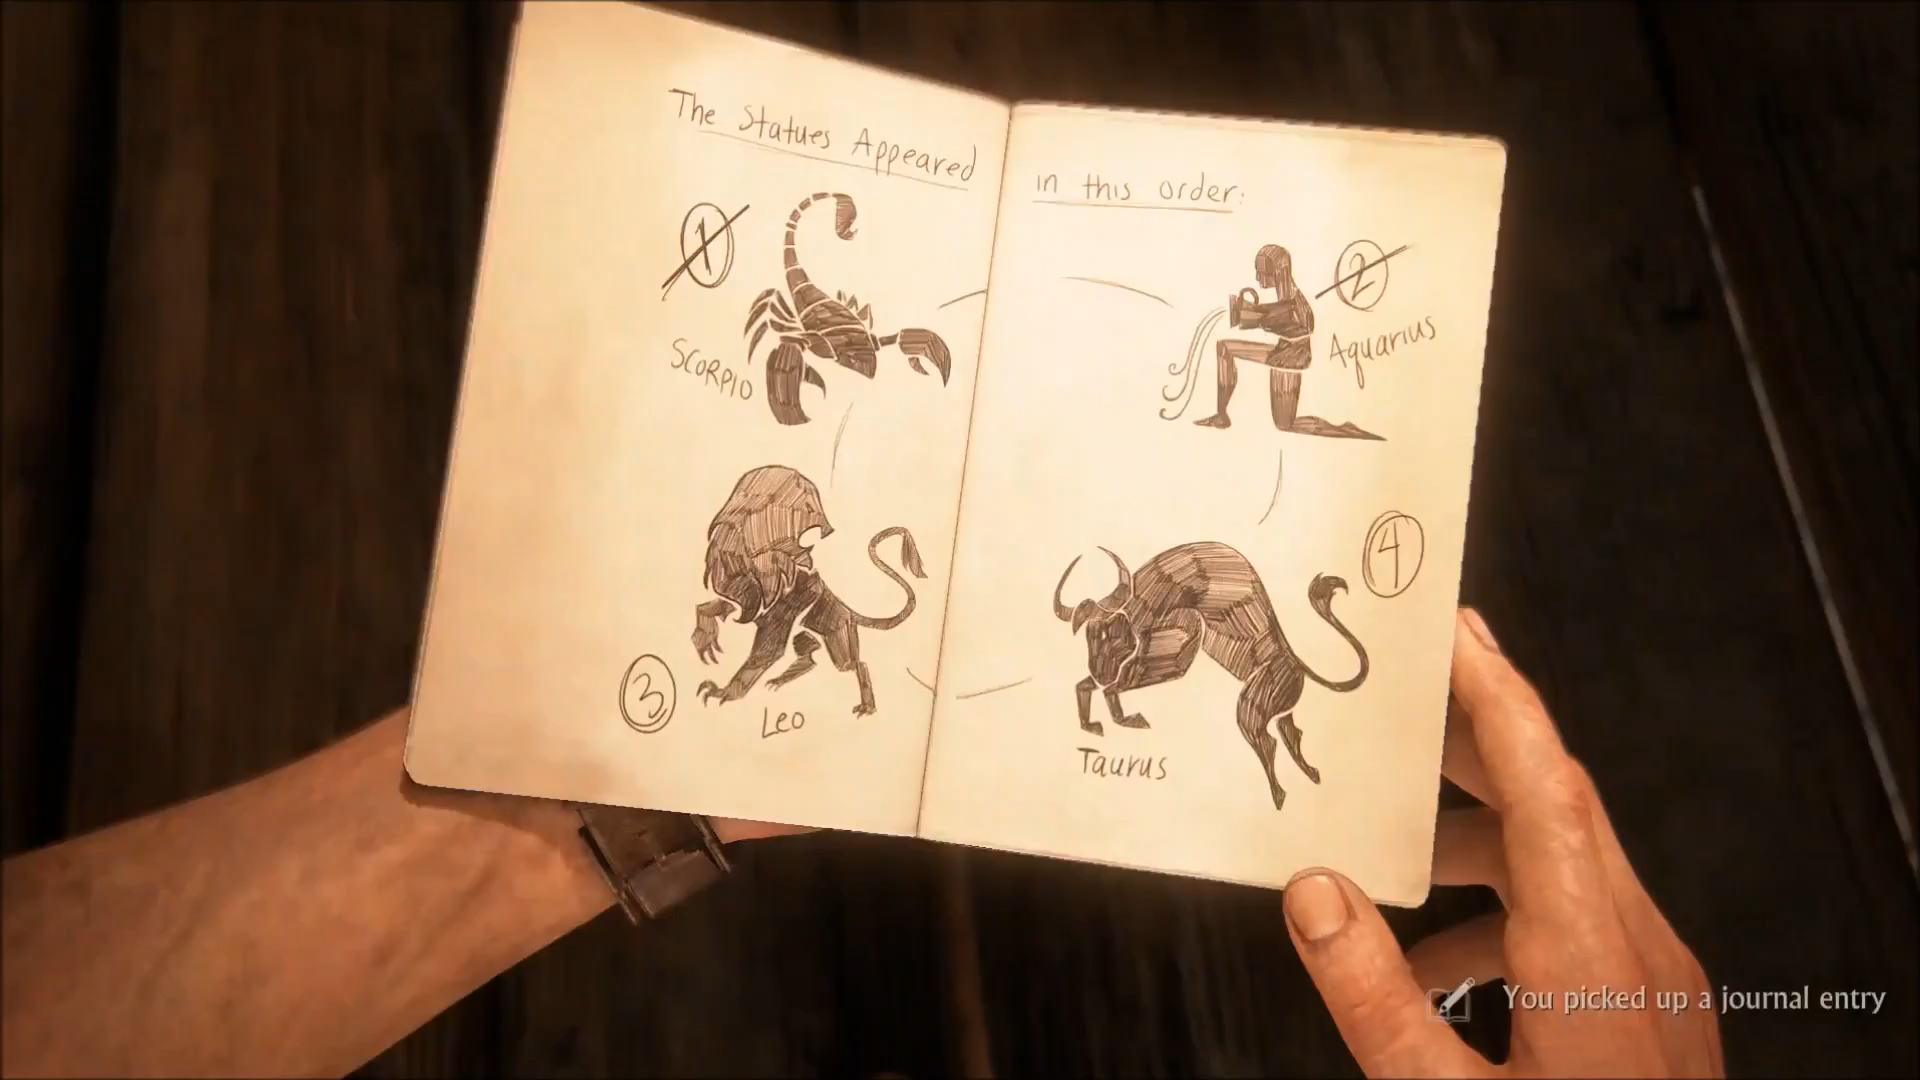 The Statues Appeared
in this order:
1
Scorpio
2
Aquarius
3
Leo
4
Taurus
You picked up a journal entry